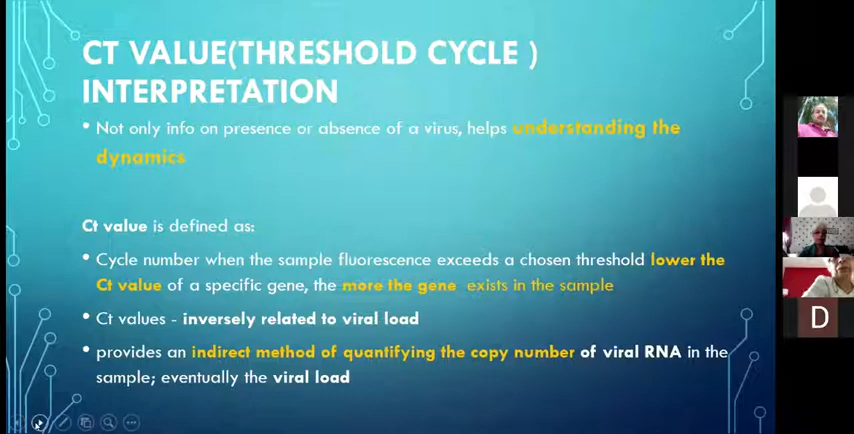 CT VALUE(THRESHOLD CYCLE )
INTERPRETATION
• Not only info on presence or absence of a virus, helps understanding the
dynamics
Ct value is defined as:
• Cycle number when the sample fluorescence exceeds a chosen threshold lower the
Ct value of a specific gene, the more the gene exists in the sample
• Ct values - inversely related to viral load
• provides an indirect method of quantifying the copy number of viral RNA in the
sample; eventually the viral load
D